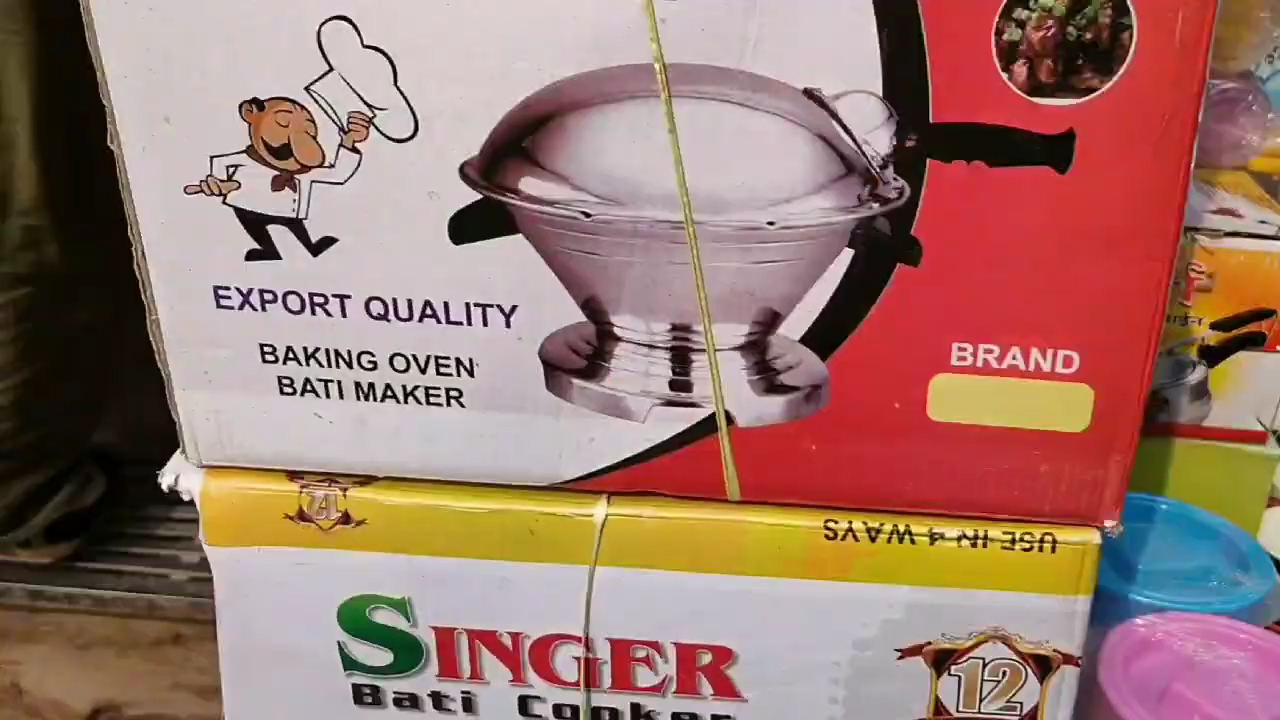 EXPORT QUALITY
BAKING OVEN
BATI MAKER
BRAND
USE IN 4 WAYS
SINGER
Bati Cooker
12